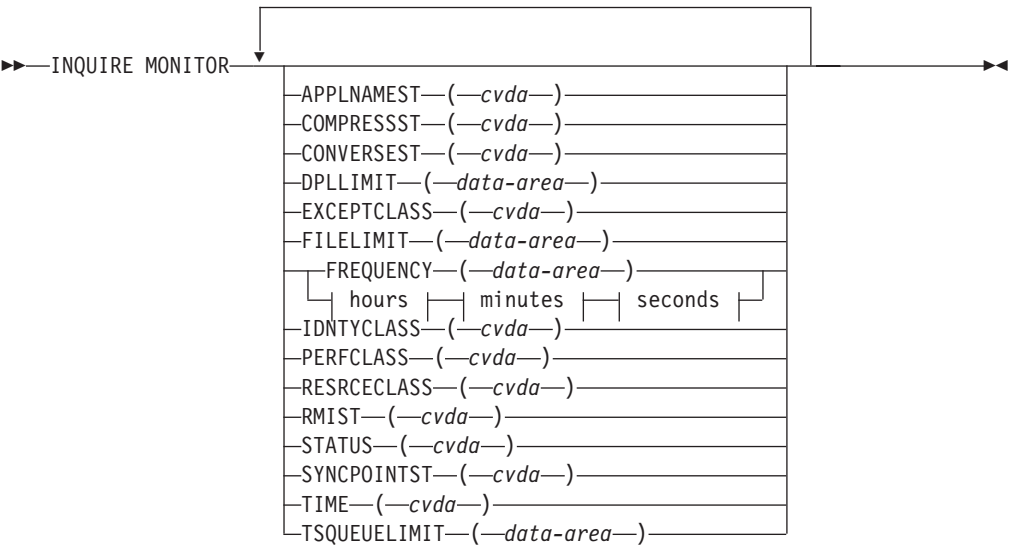 INQUIRE MONITOR
APPLNAMEST (cvda)
COMPRESSST (cvda)
CONVERSEST (cvda)
DPLLIMIT (data-area)
EXCEPTCLASS (cvda)
FILELIMIT (data-area)
FREQUENCY (data-area)
hours minutes seconds
IDNTYCLASS (cvda)
PERFCLASS (cvda)
RESRCECLASS (cvda)
RMIST (cvda)
STATUS (cvda)
SYNCPOINTST (cvda)
TIME (cvda)
TSQUEUELIMIT (data-area)